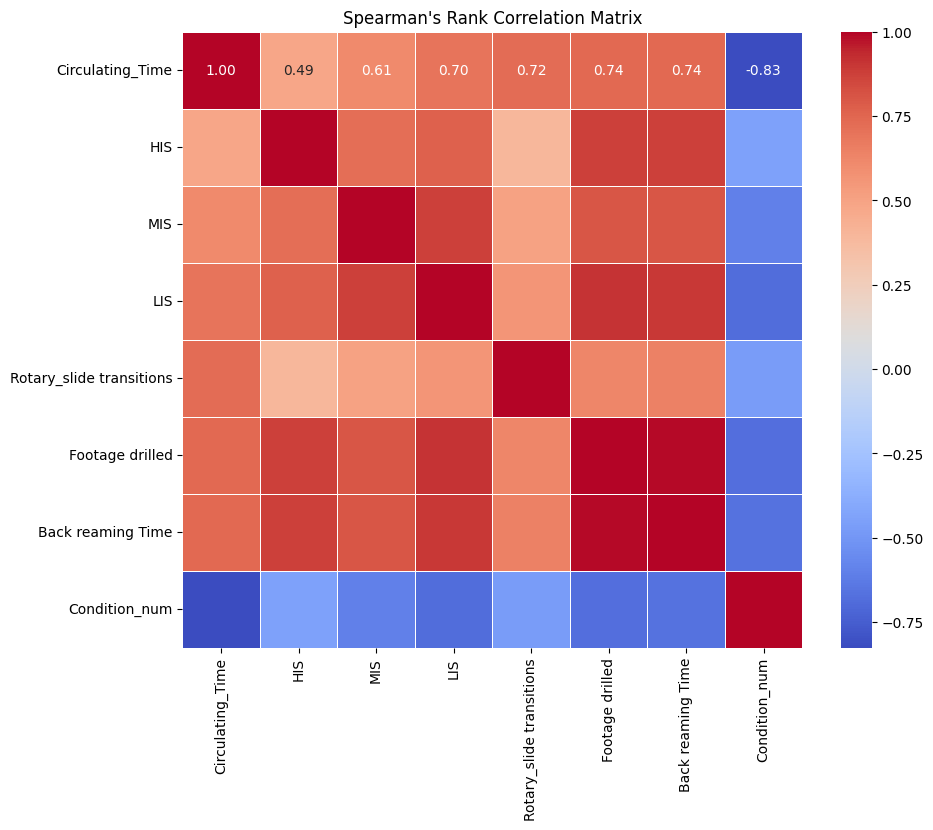 Spearman's Rank Correlation Matrix
Circulating_Time
1.00 0.49 0.61 0.70 0.72 0.74 0.74 -0.83
HIS
MIS
LIS
Rotary_slide transitions
Footage drilled
Back reaming Time
Condition_num
Circulating_Time
HIS
MIS
LIS
Rotary_slide transitions
Footage drilled
Back reaming Time
Condition_num
1.00
0.75
0.50
0.25
0.00
−0.25
−0.50
−0.75